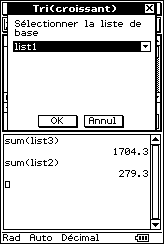 Tri(croissant)
Sélectionner la liste de
base
list1
OK Annul
sum(list3)
1704.3
sum(list2)
279.3
Rad Auto Décimal